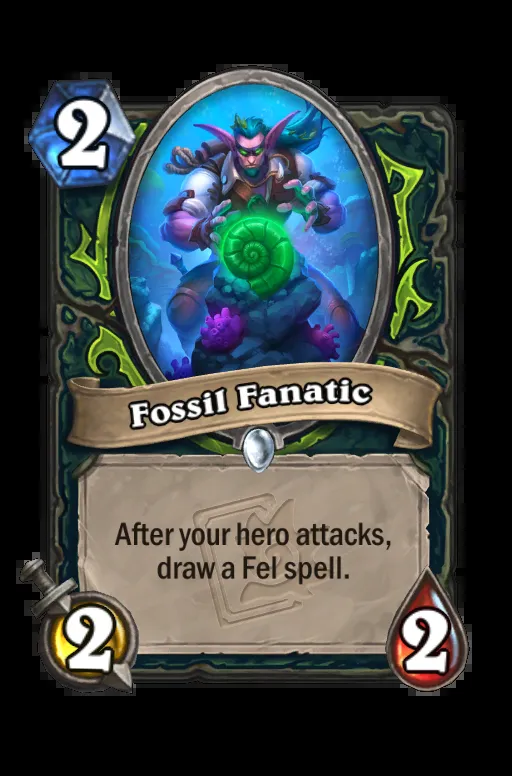 2
Fossil Fanatic
After your hero attacks,
draw a Fel spell.
2
2